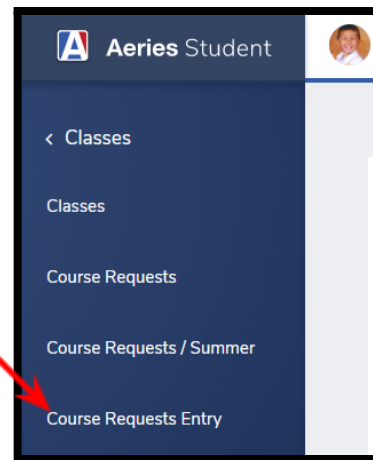 Aeries Student
< Classes
Classes
Course Requests
Course Requests / Summer
Course Requests Entry